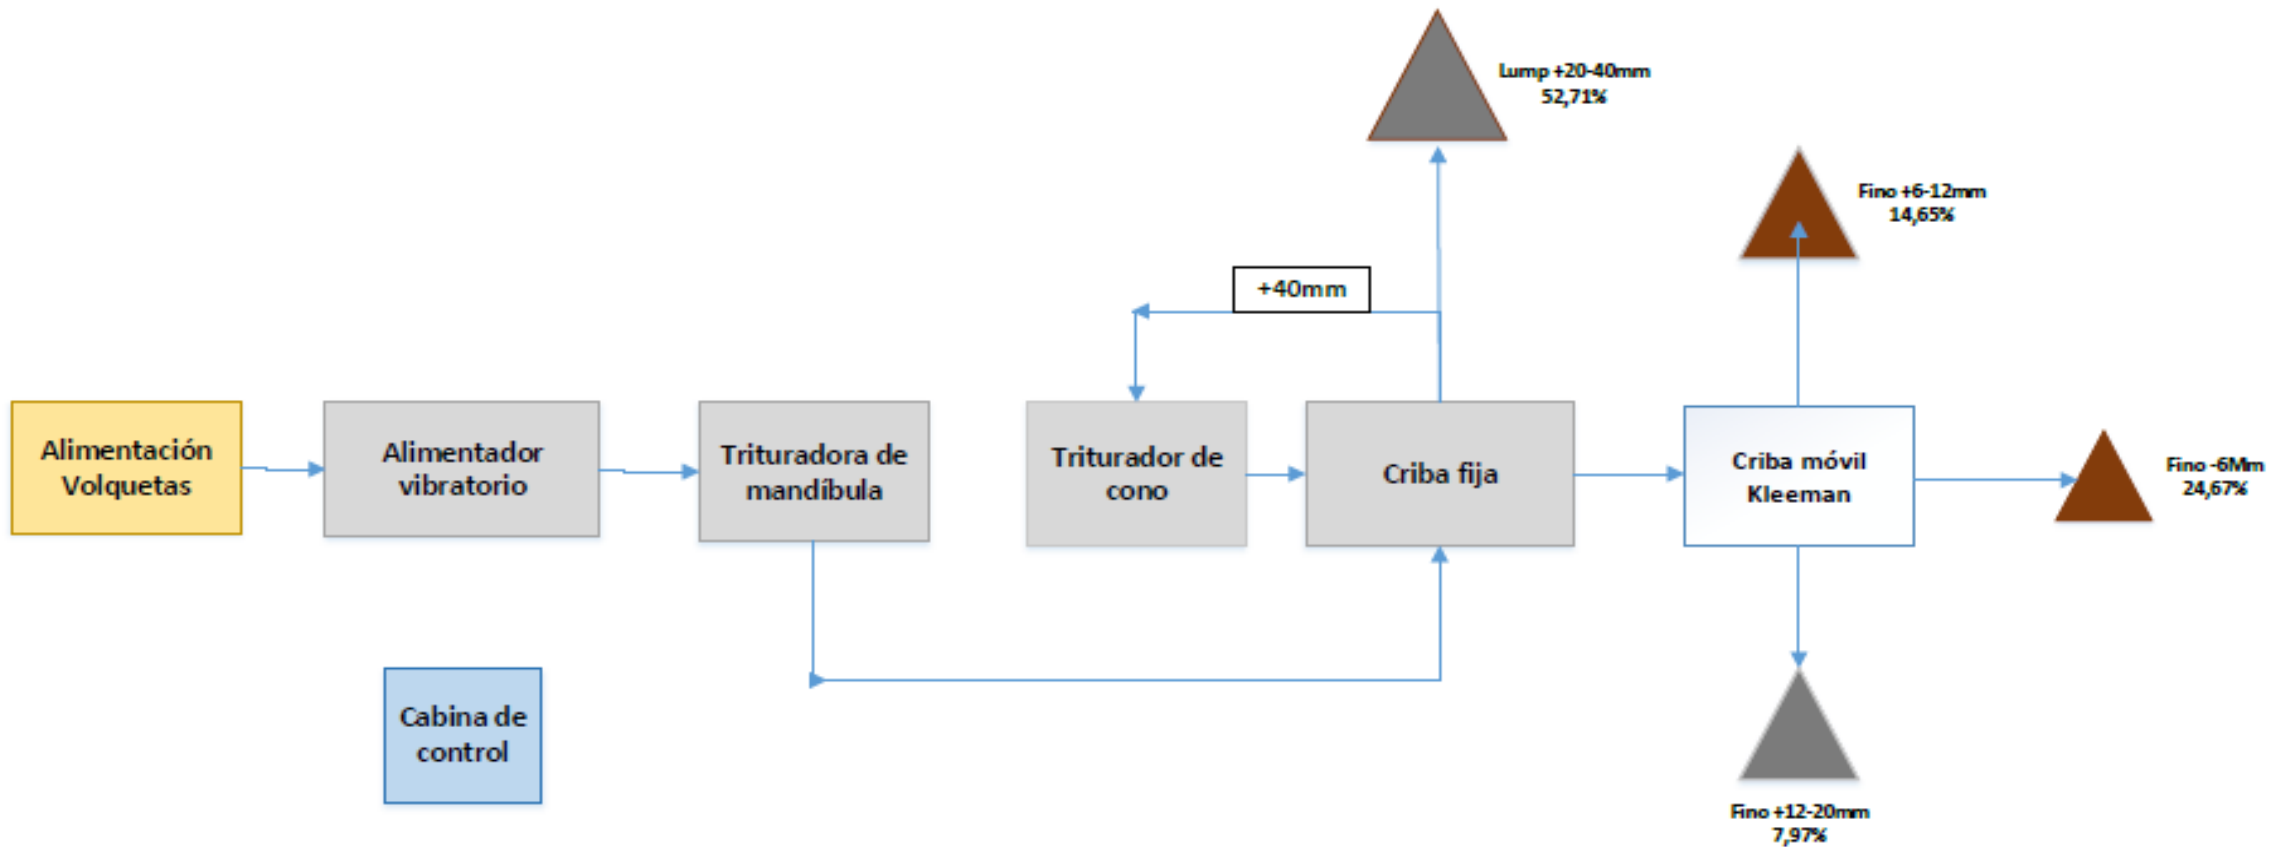 Lump +20-40mm
52,71%
Fino +6-12mm
14,65%
+40mm
Alimentación
Volquetas
Alimentador
vibratorio
Trituradora de
mandíbula
Triturador de
cono
Criba fija
Criba móvil
Kleeman
Fino -6Mm
24,67%
Cabina de
control
Fino +12-20mm
7,97%